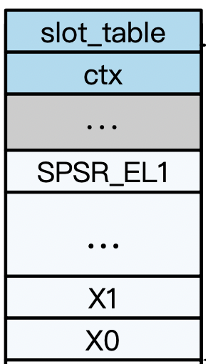 slot_table
ctx
...
SPSR_EL1
...
X1
X0